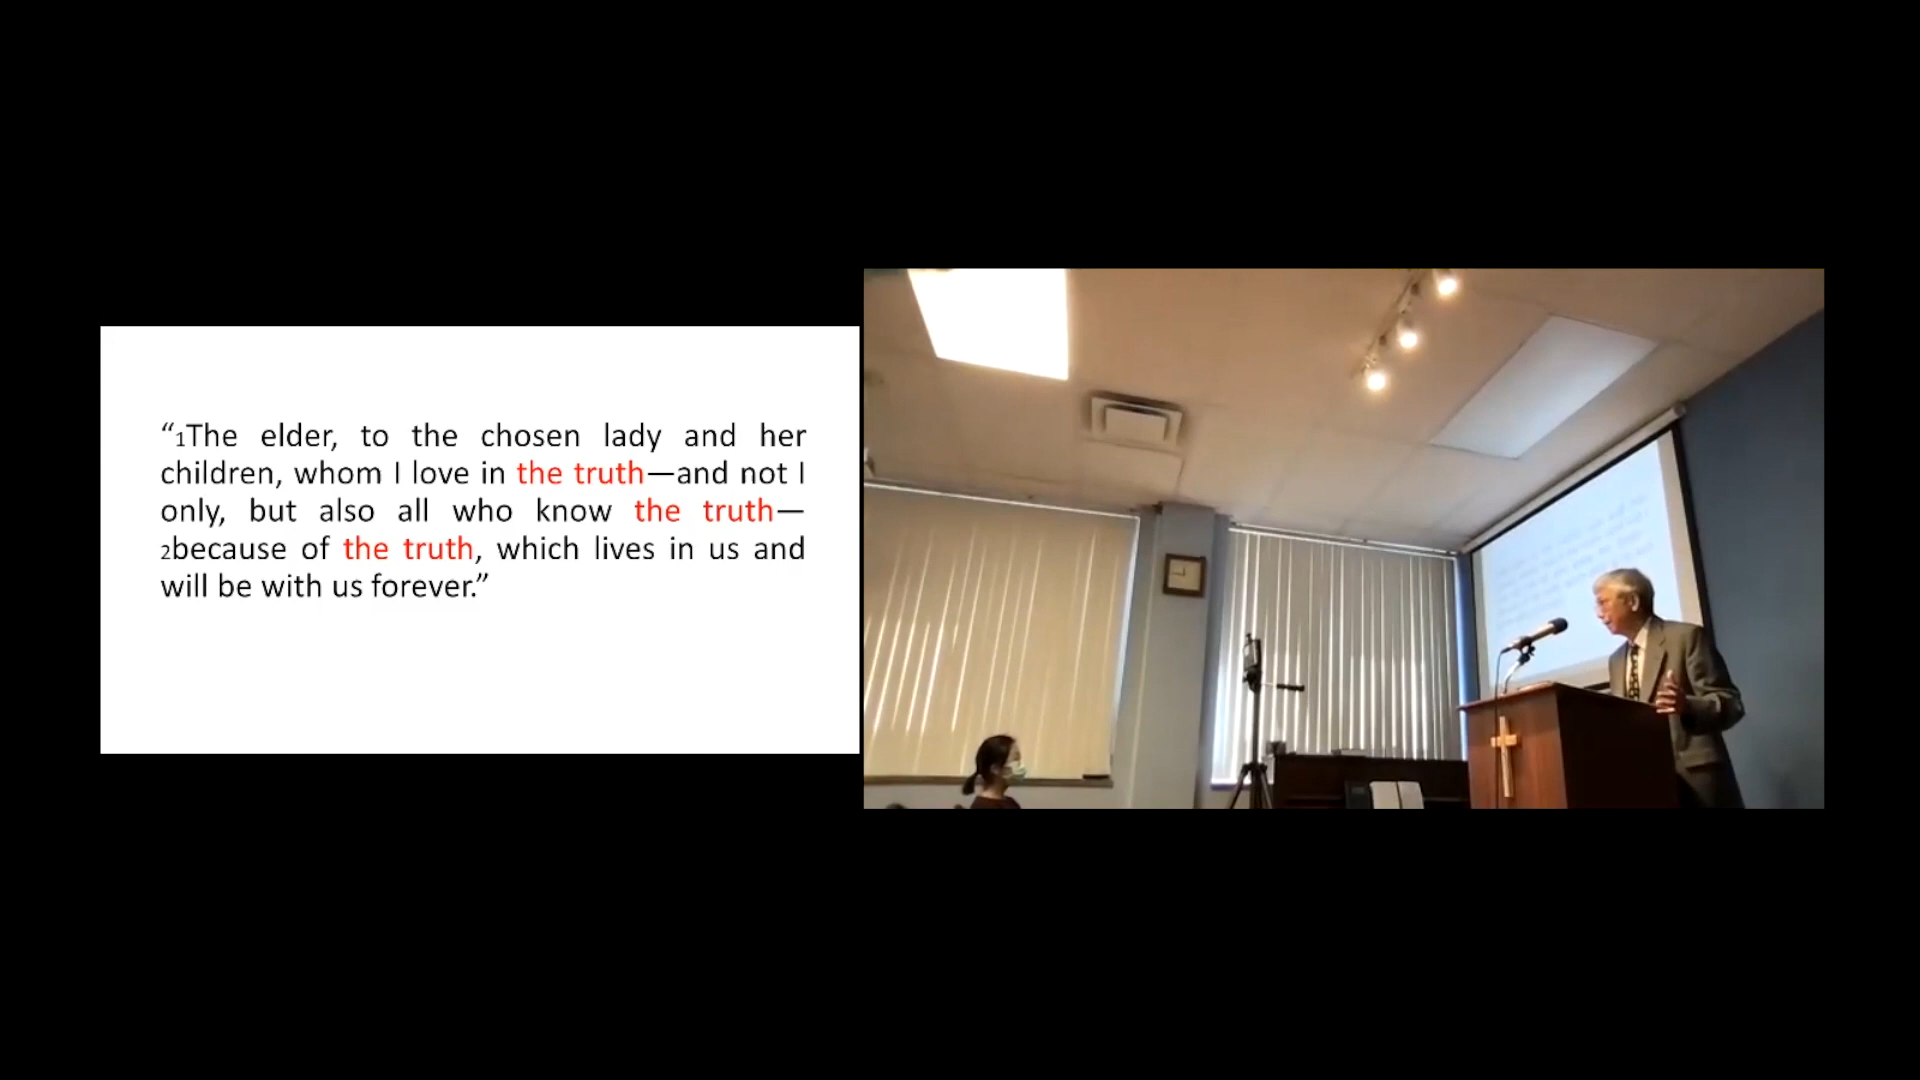 “1The elder, to the chosen lady and her
children, whom I love in the truth—and not I
only, but also all who know the truth—
2because of the truth, which lives in us and
will be with us forever.”